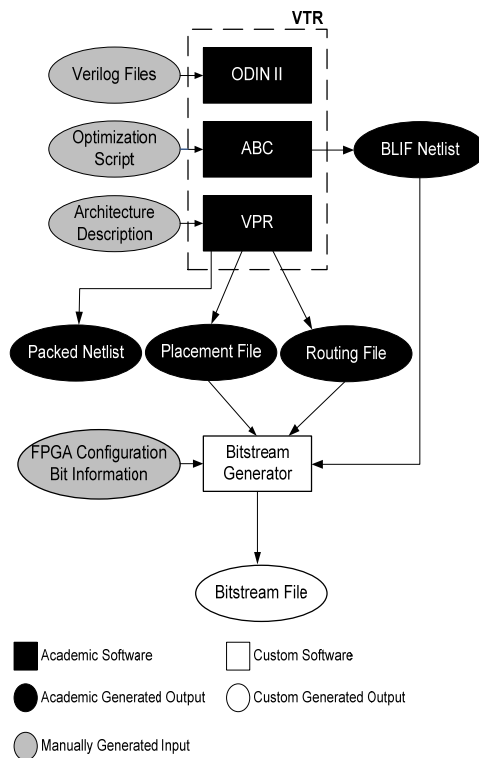 VTR
Verilog Files
ODIN II
Optimization
Script
ABC
BLIF Netlist
Architecture
Description
VPR
Packed Netlist
Placement File
Routing File
FPGA Configuration
Bit Information
Bitstream
Generator
Bitstream File
Academic Software
Custom Software
Academic Generated Output
Custom Generated Output
Manually Generated Input